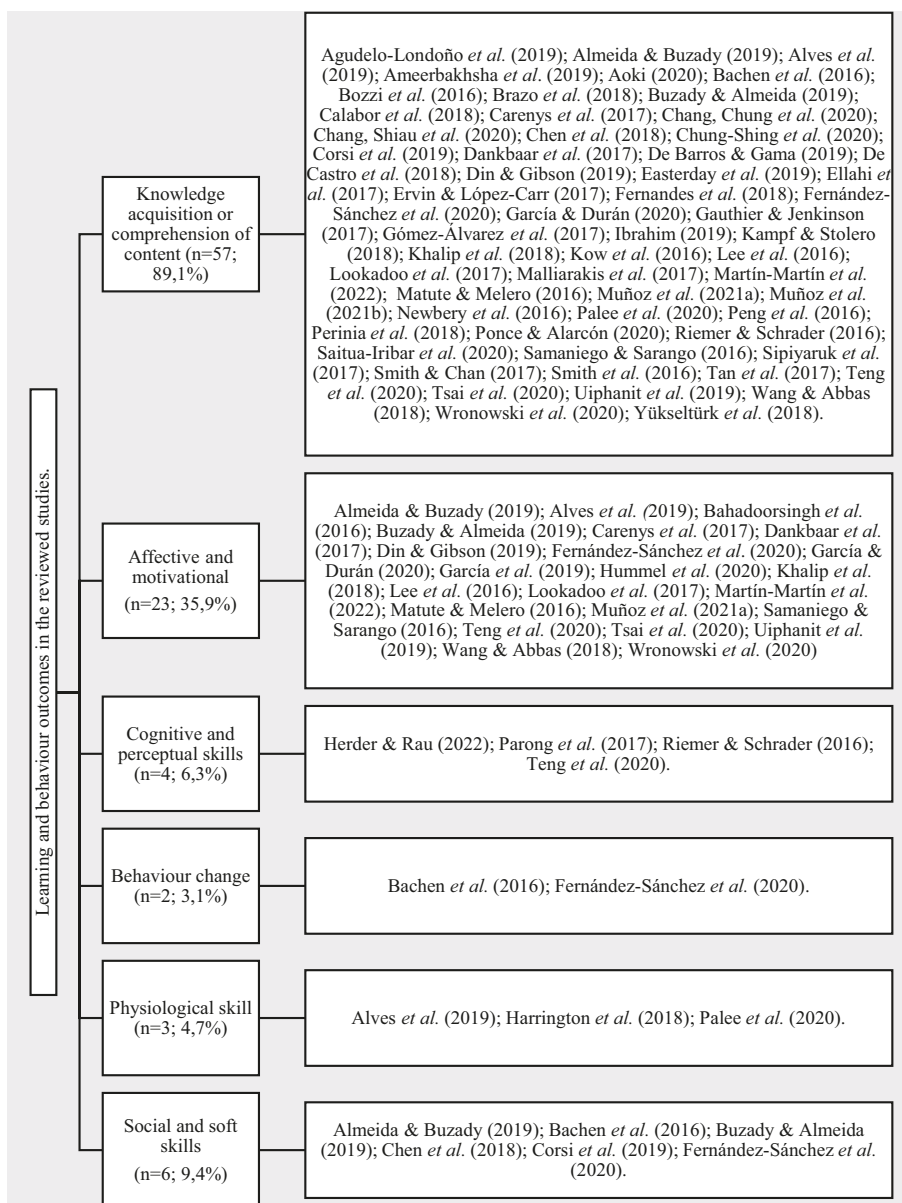 Learning and behaviour outcomes in the reviewed studies.
Knowledge
acquisition or
comprehension of
content (n=57;
89,1%)
Agudelo-Londoño et al. (2019); Almeida & Buzady (2019); Alves et al.
(2019); Ameerbakhsha et al. (2019); Aoki (2020); Bachen et al. (2016);
Bozzi et al. (2016); Brazo et al. (2018); Buzady & Almeida (2019);
Calabor et al. (2018); Carenys et al. (2017); Chang, Chung et al. (2020);
Chang, Shiau et al. (2020); Chen et al. (2018); Chung-Shing et al. (2020);
Corsi et al. (2019); Dankbaar et al. (2017); De Barros & Gama (2019); De
Castro et al. (2018); Din & Gibson (2019); Easterday et al. (2019); Ellahi et
al. (2017); Ervin & López-Carr (2017); Fernandes et al. (2018); Fernández-
Sánchez et al. (2020); García & Durán (2020); Gauthier & Jenkinson
(2017); Gómez-Álvarez et al. (2017); Ibrahim (2019); Kampf & Stolero
(2018); Khalip et al. (2018); Kow et al. (2016); Lee et al. (2016);
Lookadoo et al. (2017); Malliarakis et al. (2017); Martín-Martín et al.
(2022); Matute & Melero (2016); Muñoz et al. (2021a); Muñoz et al.
(2021b); Newbery et al. (2016); Palee et al. (2020); Peng et al. (2016);
Perinia et al. (2018); Ponce & Alarcón (2020); Riemer & Schrader (2016);
Saitua-Iribar et al. (2020); Samaniego & Sarango (2016); Sipiyaruk et al.
(2017); Smith & Chan (2017); Smith et al. (2016); Tan et al. (2017); Teng
et al. (2020); Tsai et al. (2020); Uiphanit et al. (2019); Wang & Abbas
(2018); Wronowski et al. (2020); Yükseltürk et al. (2018).
Affective and
motivational
(n=23; 35,9%)
Almeida & Buzady (2019); Alves et al. (2019); Bahadoorsingh et al.
(2016); Buzady & Almeida (2019); Carenys et al. (2017); Dankbaar et al.
(2017); Din & Gibson (2019); Fernández-Sánchez et al. (2020); García &
Durán (2020); García et al. (2019); Hummel et al. (2020); Khalip et al.
(2018); Lee et al. (2016); Lookadoo et al. (2017); Martín-Martín et al.
(2022); Matute & Melero (2016); Muñoz et al. (2021a); Samaniego &
Sarango (2016); Teng et al. (2020); Tsai et al. (2020); Uiphanit et al.
(2019); Wang & Abbas (2018); Wronowski et al. (2020)
Cognitive and
perceptual skills
(n=4; 6,3%)
Herder & Rau (2022); Parong et al. (2017); Riemer & Schrader (2016);
Teng et al. (2020).
Behaviour change
(n=2; 3,1%)
Bachen et al. (2016); Fernández-Sánchez et al. (2020).
Physiological skill
(n=3; 4,7%)
Alves et al. (2019); Harrington et al. (2018); Palee et al. (2020).
Social and soft
skills
(n=6; 9,4%)
Almeida & Buzady (2019); Bachen et al. (2016); Buzady & Almeida
(2019); Chen et al. (2018); Corsi et al. (2019); Fernández-Sánchez et al.
(2020).